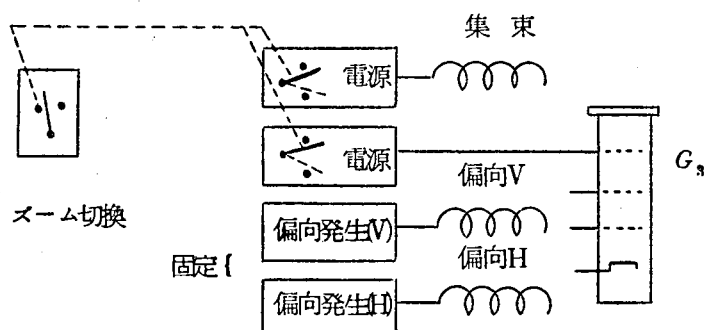 集 束
電源
電源
G₃
偏向V
ズーム切換
偏向発生(V)
偏向H
固定{
偏向発生(H)